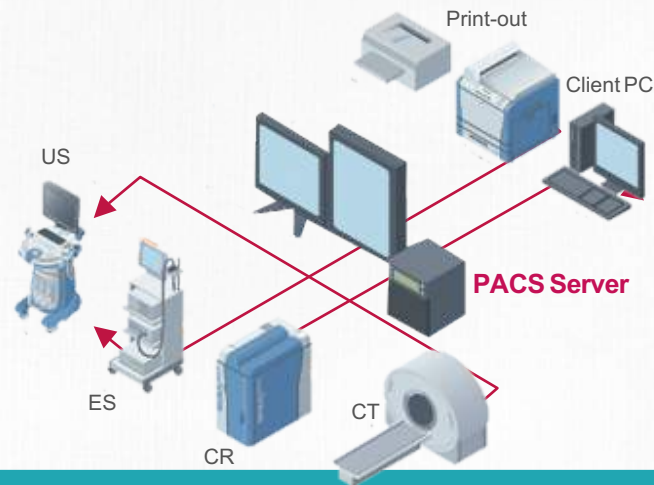 Print-out
Client PC
US
PACS Server
ES
CT
CR